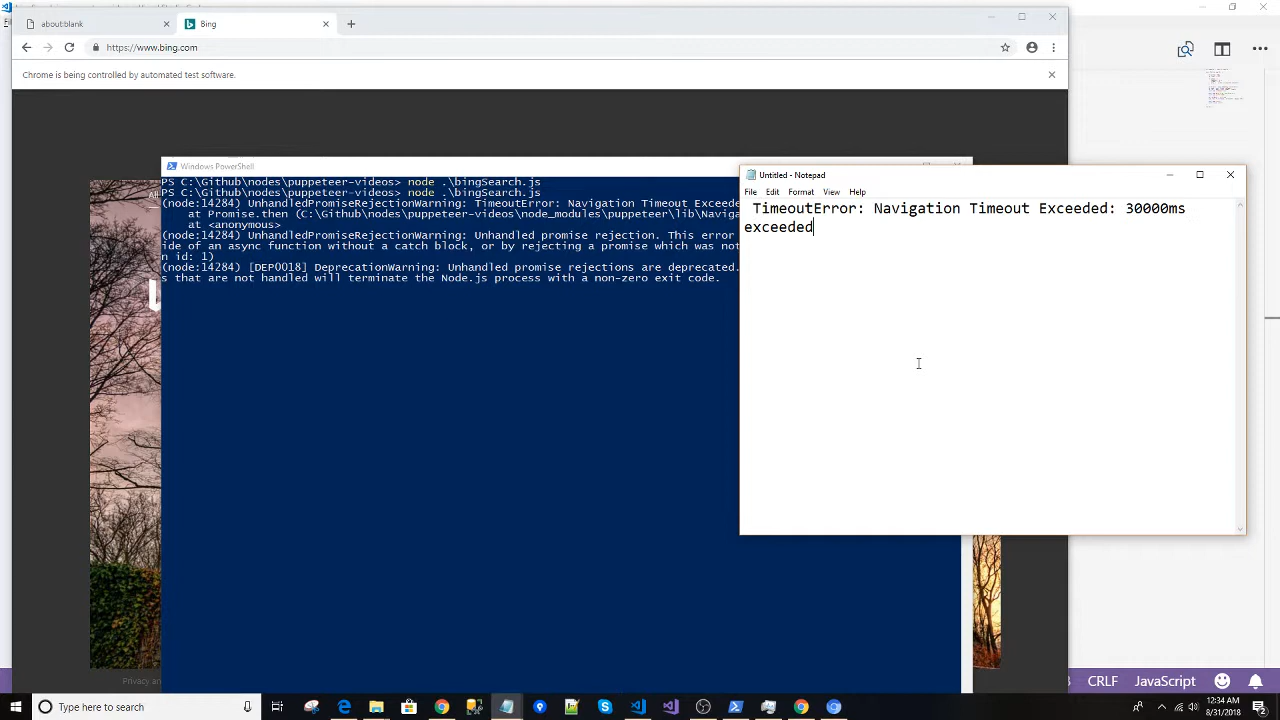 about:blank
Bing
https://www.bing.com
Chrome is being controlled by automated test software.
Windows PowerShell
PS C:\Github\nodes\puppeteer-videos> node .\bingSearch.js
PS C:\Github\nodes\puppeteer-videos> node .\bingSearch.js
(node:14284) UnhandledPromiseRejectionWarning: TimeoutError: Navigation Timeout Exceede
at Promise.then (C:\Github\nodes\puppeteer-videos\node_modules\puppeteer\lib\Naviga
at <anonymous>
(node:14284) UnhandledPromiseRejectionWarning: Unhandled promise rejection. This error
ide of an async function without a catch block, or by rejecting a promise which was not
n id: 1)
(node:14284) [DEP0018] DeprecationWarning: Unhandled promise rejections are deprecated.
s that are not handled will terminate the Node.js process with a non-zero exit code.
Untitled - Notepad
File Edit Format View Help
TimeoutError: Navigation Timeout Exceeded: 30000ms
exceeded
Privacy an
CRLF JavaScript
Type here to search
12:34 AM
8/31/2018